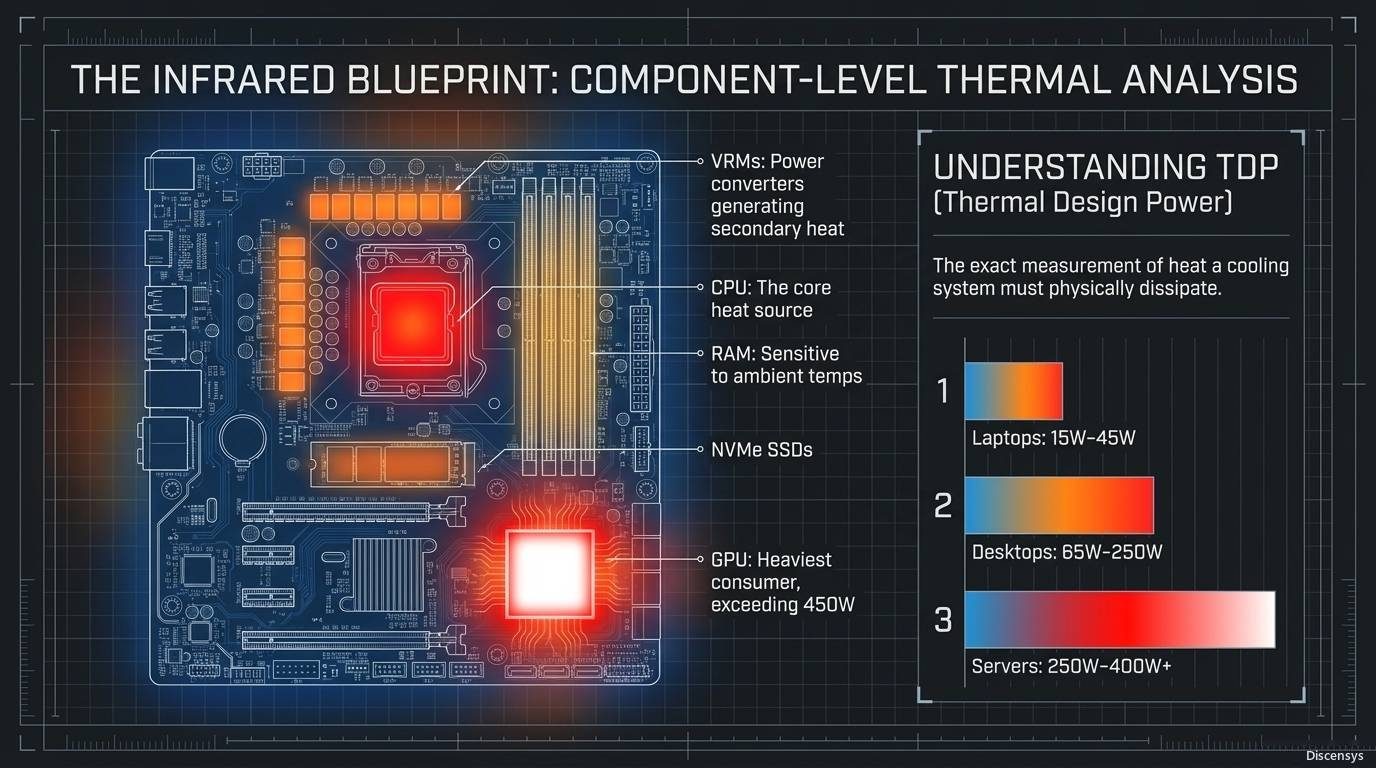 THE INFRARED BLUEPRINT: COMPONENT-LEVEL THERMAL ANALYSIS
VRMs: Power
converters
generating
secondary heat
CPU: The core
heat source
RAM: Sensitive
to ambient temps
NVMe SSDs
GPU: Heaviest
consumer,
exceeding 450W
UNDERSTANDING TDP
(Thermal Design Power)
The exact measurement of heat a cooling
system must physically dissipate.
1
Laptops: 15W–45W
2
Desktops: 65W–250W
3
Servers: 250W–400W+
Discensys